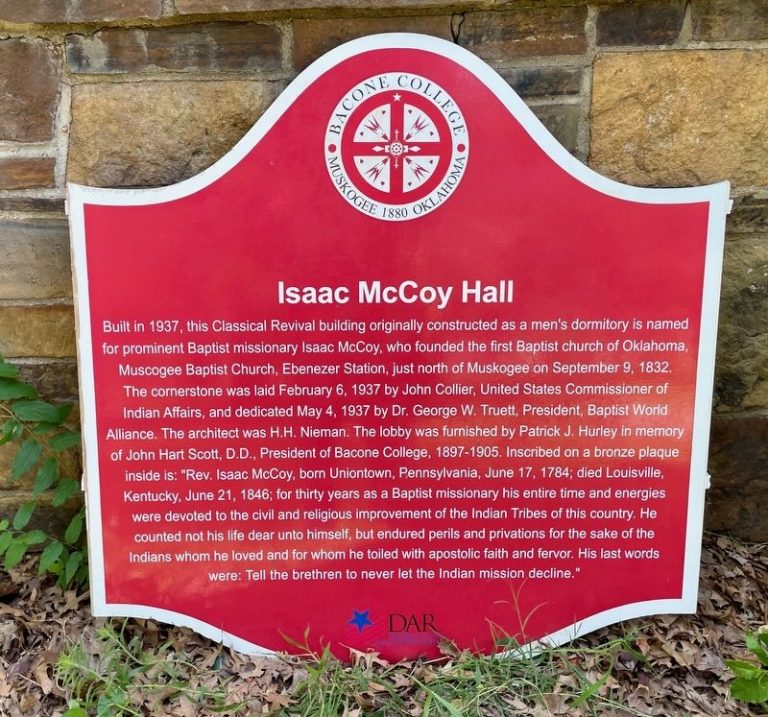 BACONE COLLEGE
MUSKOGEE 1880 OKLAHOMA
Isaac McCoy Hall
Built in 1937, this Classical Revival building originally constructed as a men's dormitory is named
for prominent Baptist missionary Isaac McCoy, who founded the first Baptist church of Oklahoma,
Muscogee Baptist Church, Ebenezer Station, just north of Muskogee on September 9, 1832.
The cornerstone was laid February 6, 1937 by John Collier, United States Commissioner of
Indian Affairs, and dedicated May 4, 1937 by Dr. George W. Truett, President, Baptist World
Alliance. The architect was H.H. Nieman. The lobby was furnished by Patrick J. Hurley in memory
of John Hart Scott, D.D., President of Bacone College, 1897-1905. Inscribed on a bronze plaque
inside is: "Rev. Isaac McCoy, born Uniontown, Pennsylvania, June 17, 1784; died Louisville,
Kentucky, June 21, 1846; for thirty years as a Baptist missionary his entire time and energies
were devoted to the civil and religious improvement of the Indian Tribes of this country. He
counted not his life dear unto himself, but endured perils and privations for the sake of the
Indians whom he loved and for whom he toiled with apostolic faith and fervor. His last words
were: Tell the brethren to never let the Indian mission decline."
DAR